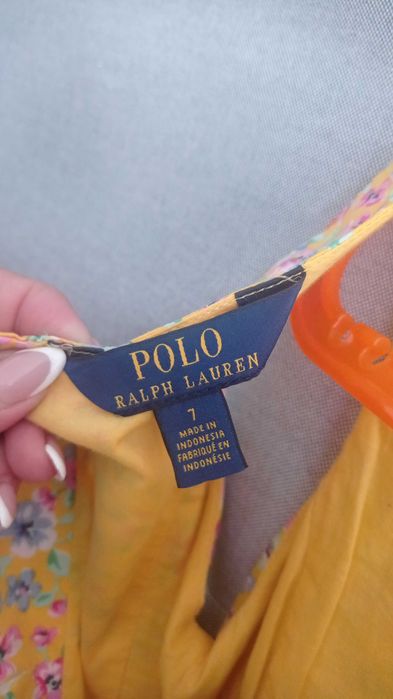 POLO
RALPH LAUREN
7
MADE IN
INDONESIA
FABRIQUÉ EN
INDONÉSIE